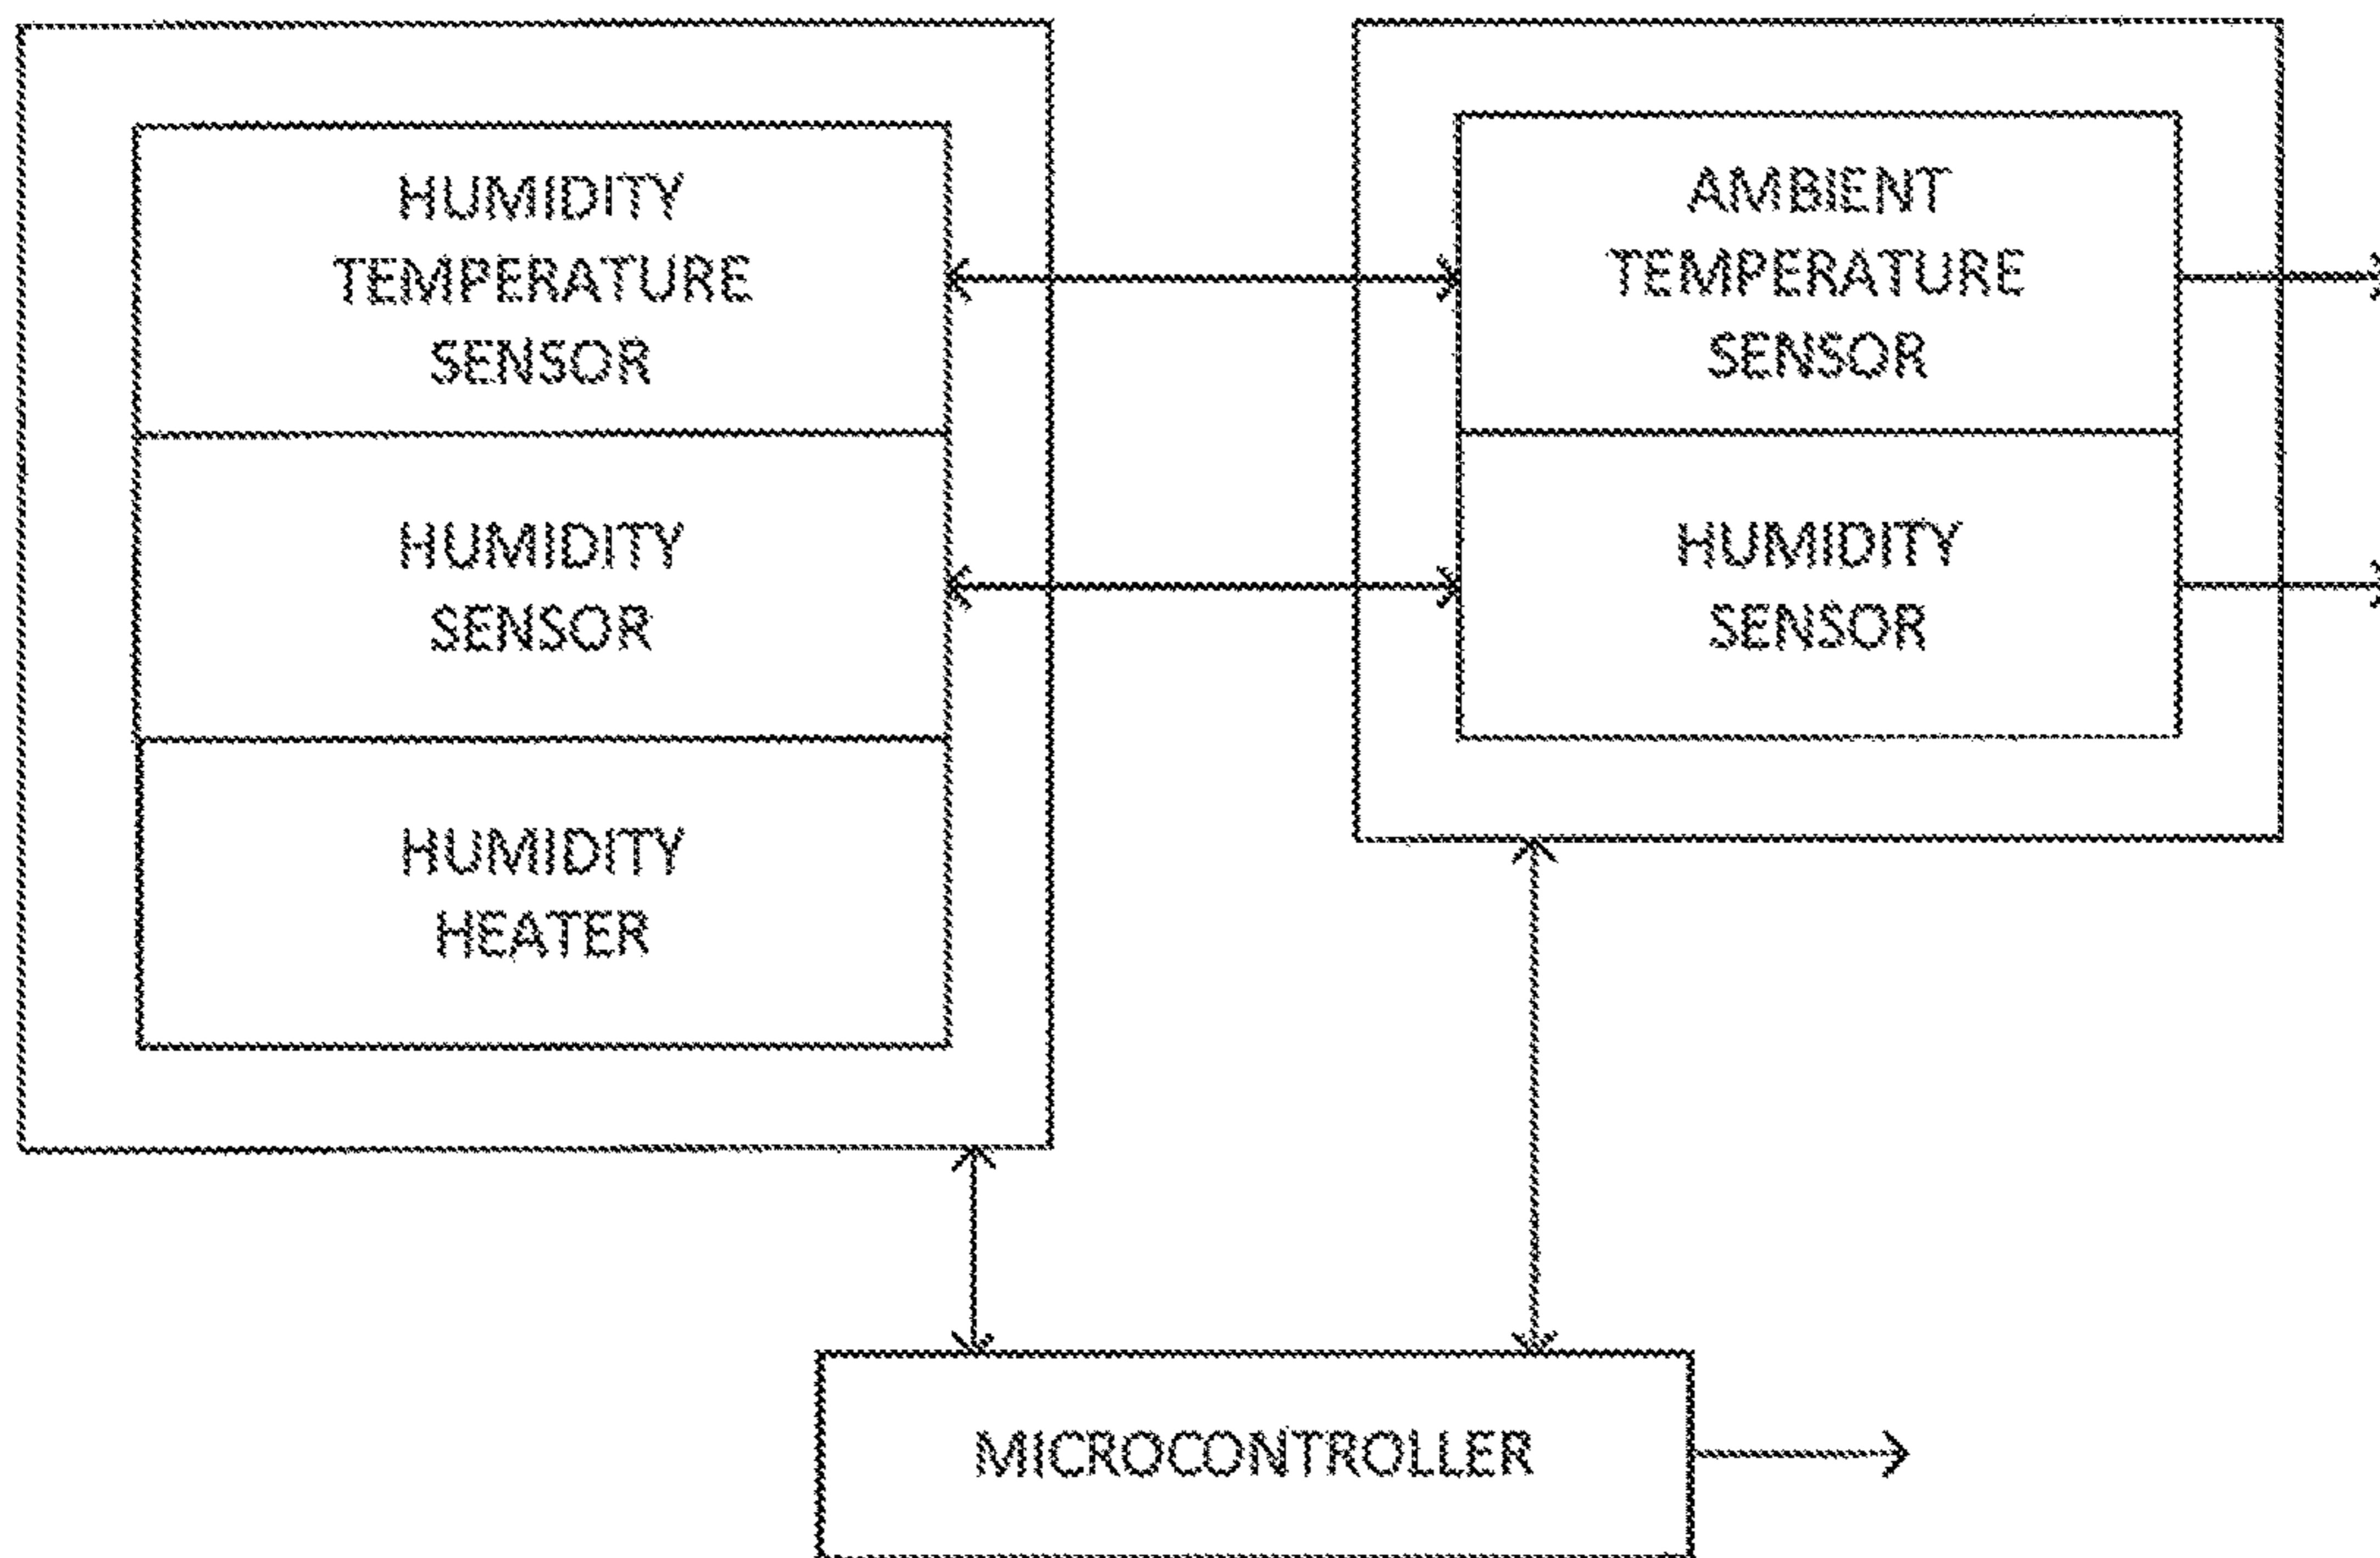 HUMIDITY
TEMPERATURE
SENSOR
HUMIDITY
SENSOR
HUMIDITY
HEATER
AMBIENT
TEMPERATURE
SENSOR
HUMIDITY
SENSOR
MICROCONTROLLER